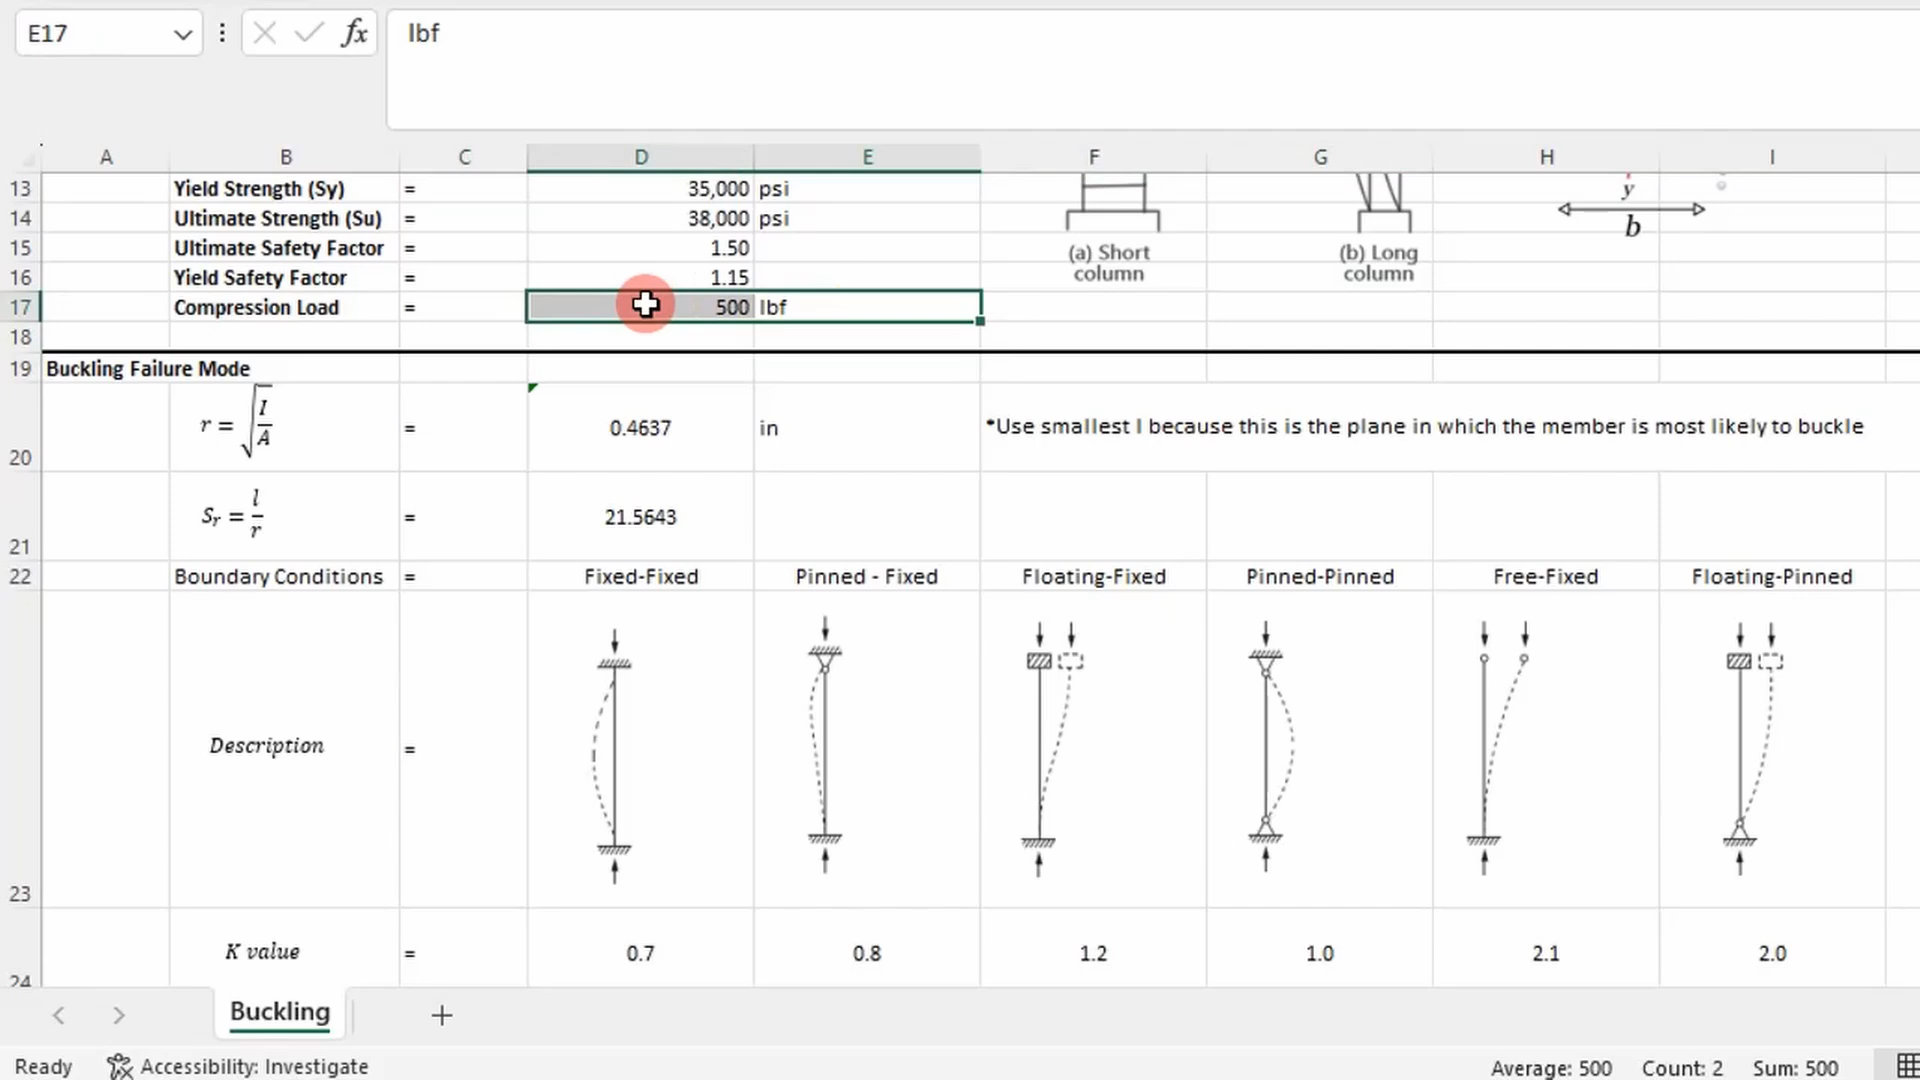 E17
fx
lbf
A B C D E F G H I
13 Yield Strength (Sy) = 35,000 psi
14 Ultimate Strength (Su) = 38,000 psi
15 Ultimate Safety Factor = 1.50
16 Yield Safety Factor = 1.15
17 Compression Load = 500 lbf
18
(a) Short
column
(b) Long
column
y
b
19 Buckling Failure Mode
20 r = √(I/A) = 0.4637 in *Use smallest I because this is the plane in which the member is most likely to buckle
21 Sᵣ = l/r = 21.5643
22 Boundary Conditions = Fixed-Fixed Pinned - Fixed Floating-Fixed Pinned-Pinned Free-Fixed Floating-Pinned
23 Description =
24 K value = 0.7 0.8 1.2 1.0 2.1 2.0
Buckling
Ready Accessibility: Investigate Average: 500 Count: 2 Sum: 500